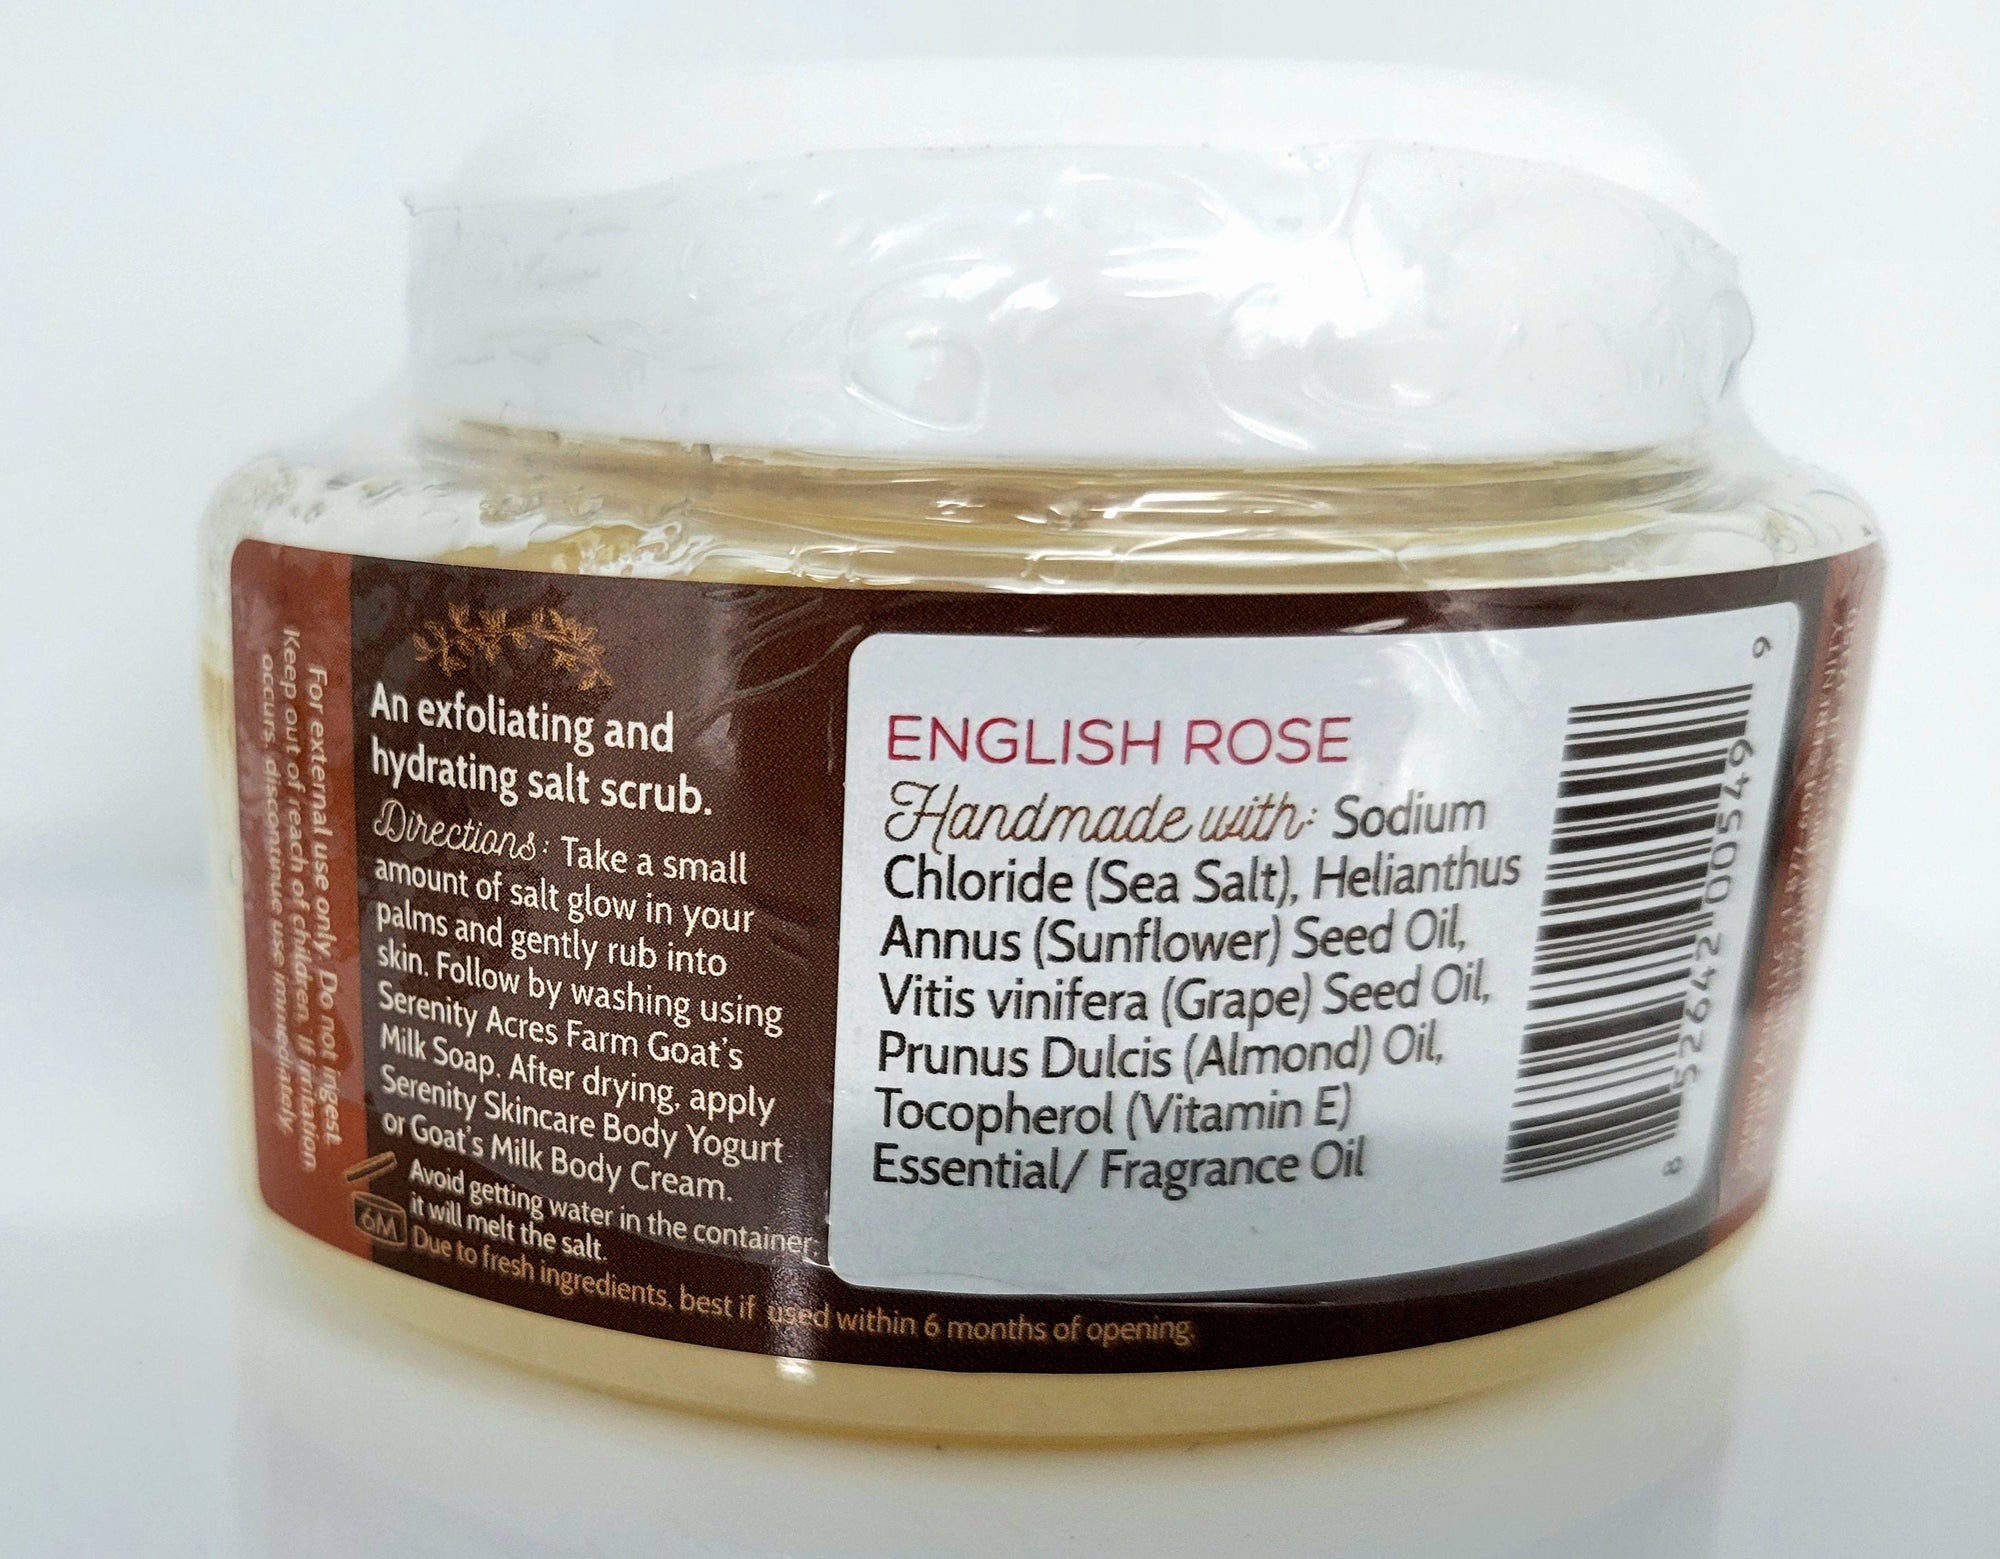 For external use only. Do not ingest.
Keep out of reach of children. If irritation
occurs, discontinue use immediately.
An exfoliating and
hydrating salt scrub.
Directions: Take a small
amount of salt glow in your
palms and gently rub into
skin. Follow by washing using
Serenity Acres Farm Goat's
Milk Soap. After drying, apply
Serenity Skincare Body Yogurt
or Goat's Milk Body Cream.
Avoid getting water in the container;
it will melt the salt.
6M
Due to fresh ingredients, best if used within 6 months of opening.
ENGLISH ROSE
Handmade with: Sodium
Chloride (Sea Salt), Helianthus
Annus (Sunflower) Seed Oil,
Vitis vinifera (Grape) Seed Oil,
Prunus Dulcis (Almond) Oil,
Tocopherol (Vitamin E)
Essential/ Fragrance Oil
8 52642 00549 9